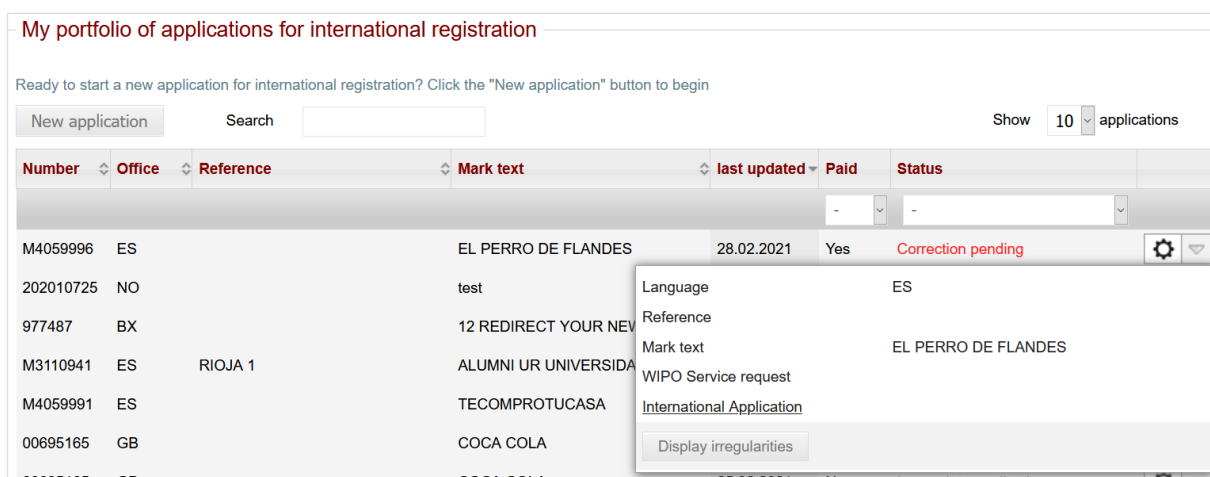 My portfolio of applications for international registration
Ready to start a new application for international registration? Click the "New application" button to begin
New application Search Show 10 applications
Number Office Reference Mark text last updated Paid Status
- -
M4059996 ES EL PERRO DE FLANDES 28.02.2021 Yes Correction pending
202010725 NO test
Language ES
977487 BX 12 REDIRECT YOUR
Reference
Mark text EL PERRO DE FLANDES
M3110941 ES RIOJA 1 ALUMNI UR
WIPO Service request
M4059991 ES TECOMPROTUCASA
International Application
00695165 GB COCA COLA
Display irregularities